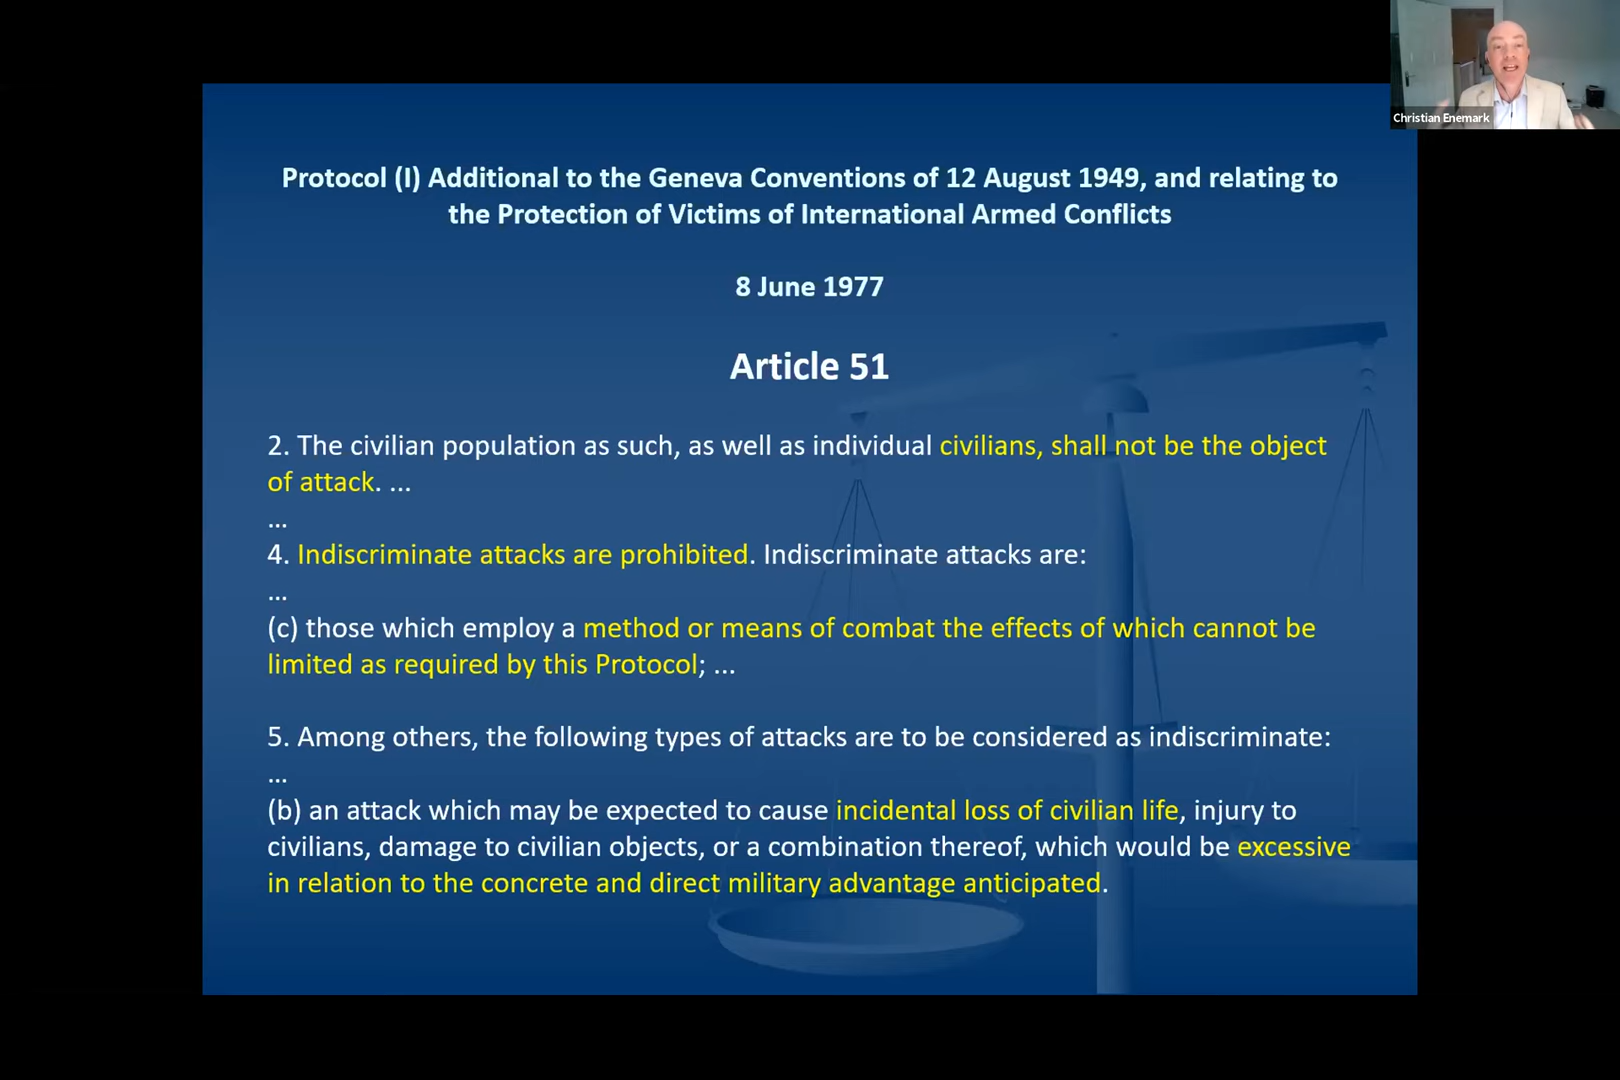 Christian Enemark
Protocol (I) Additional to the Geneva Conventions of 12 August 1949, and relating to
the Protection of Victims of International Armed Conflicts
8 June 1977
Article 51
2. The civilian population as such, as well as individual civilians, shall not be the object
of attack. ...
...
4. Indiscriminate attacks are prohibited. Indiscriminate attacks are:
...
(c) those which employ a method or means of combat the effects of which cannot be
limited as required by this Protocol; ...
5. Among others, the following types of attacks are to be considered as indiscriminate:
...
(b) an attack which may be expected to cause incidental loss of civilian life, injury to
civilians, damage to civilian objects, or a combination thereof, which would be excessive
in relation to the concrete and direct military advantage anticipated.